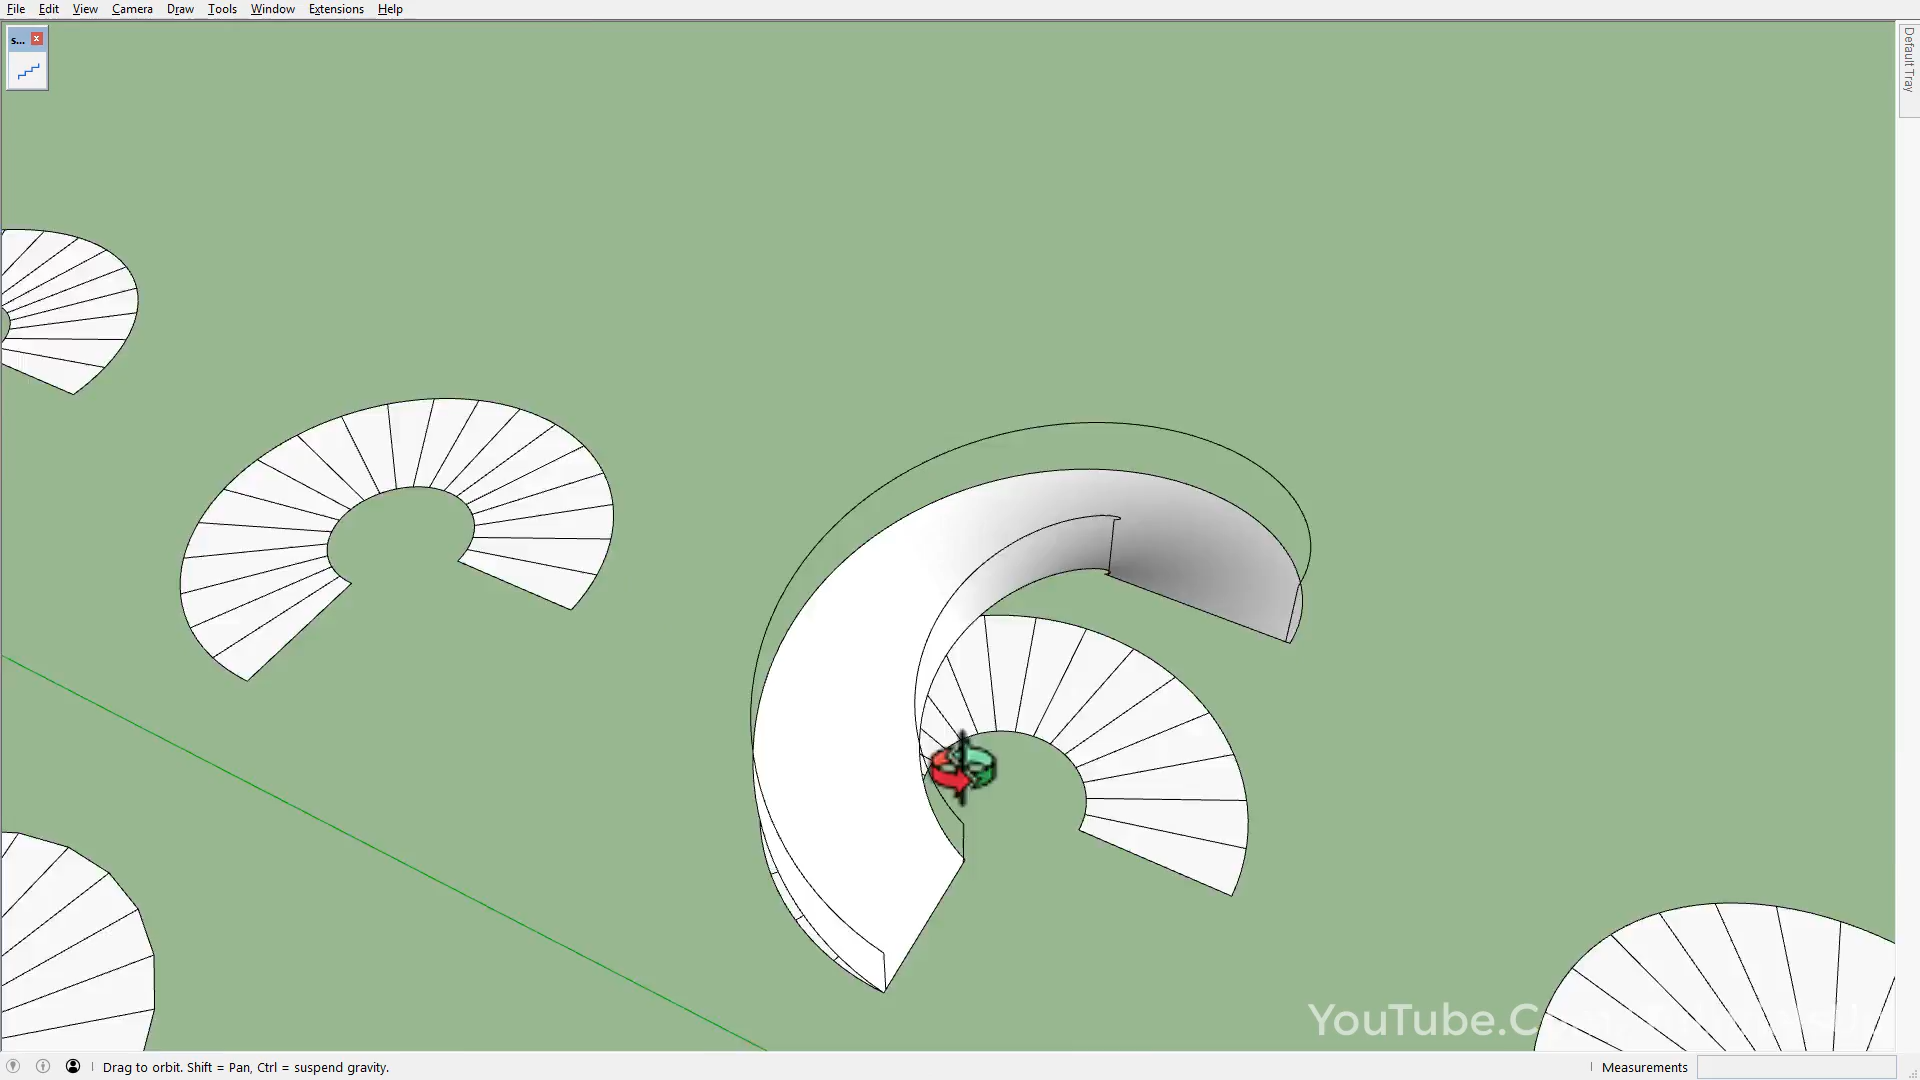 File Edit View Camera Draw Tools Window Extensions Help
s...
Default Tray
YouTube.C
Drag to orbit. Shift = Pan, Ctrl = suspend gravity.
Measurements